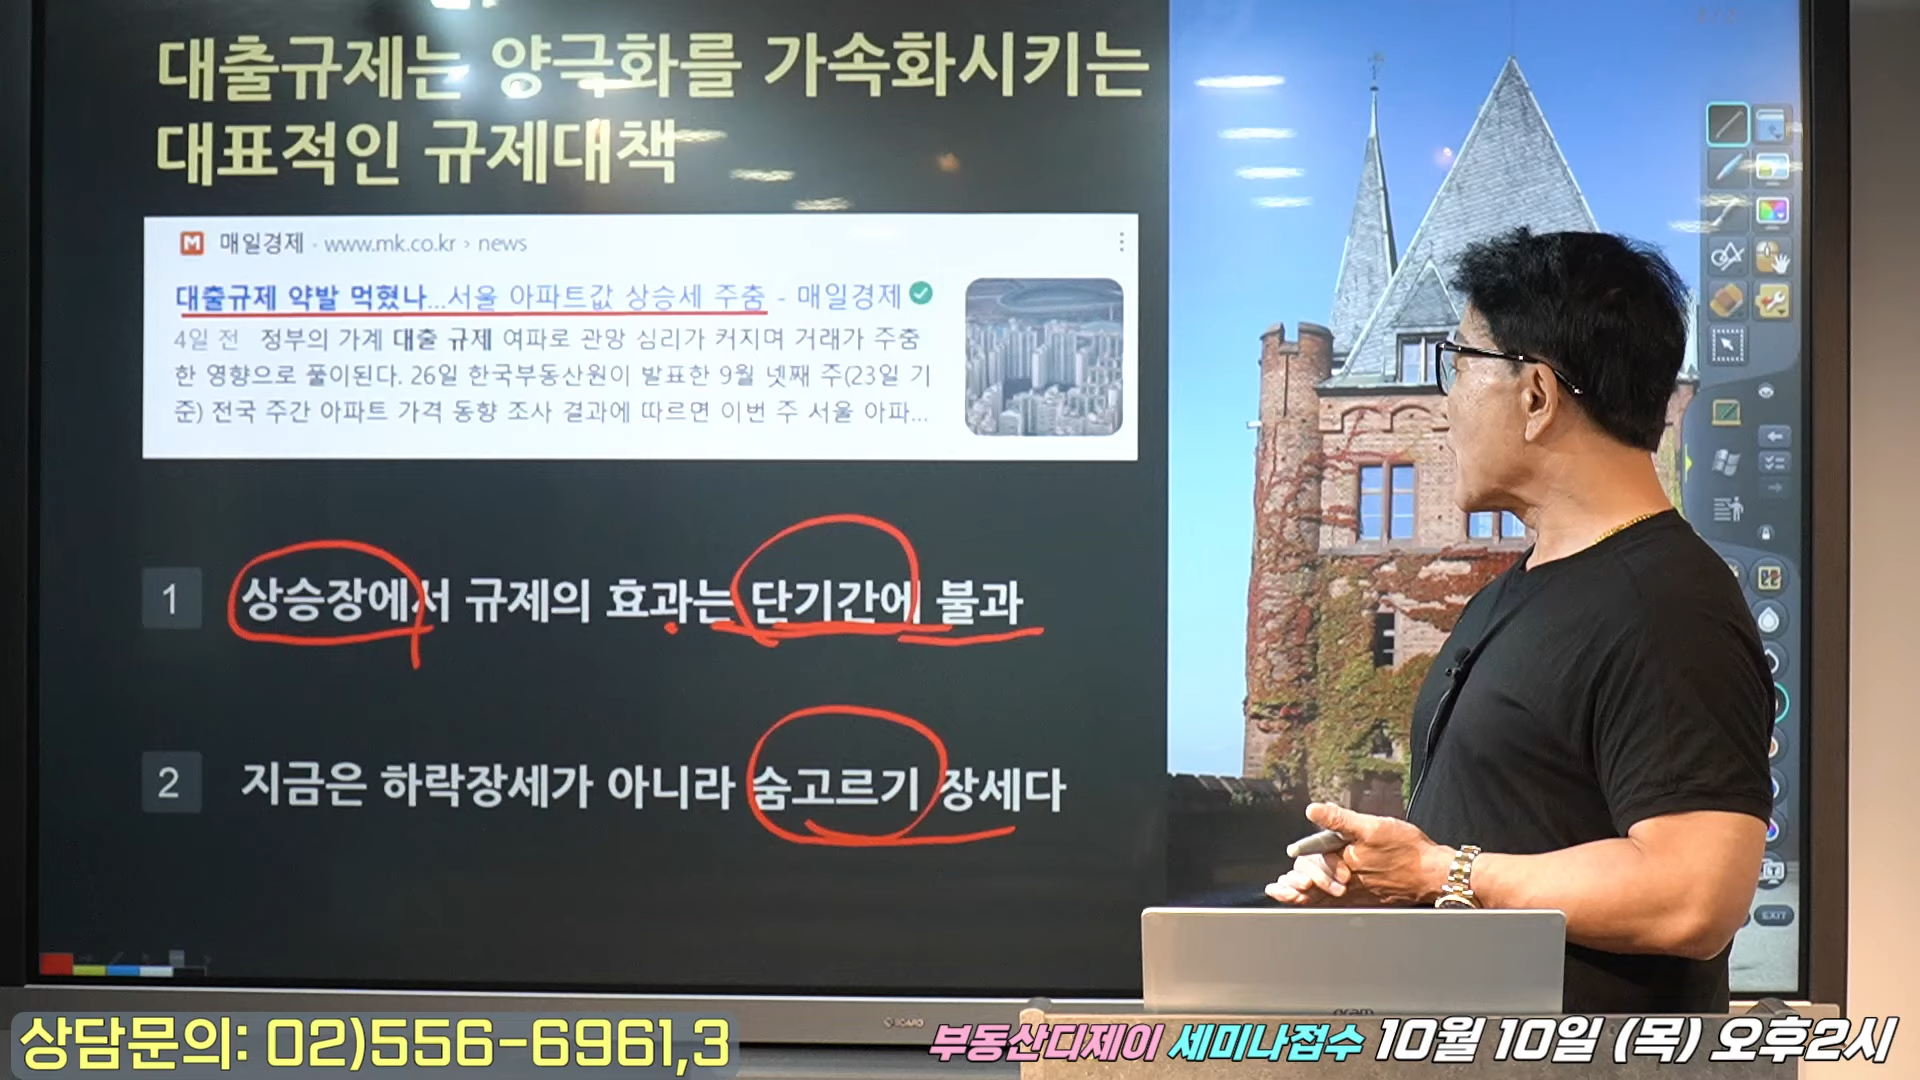 대출규제는 양극화를 가속화시키는
대표적인 규제대책
매일경제 · www.mk.co.kr › news
대출규제 약발 먹혔나...서울 아파트값 상승세 주춤 - 매일경제
4일 전 정부의 가계 대출 규제 여파로 관망 심리가 커지며 거래가 주춤
한 영향으로 풀이된다. 26일 한국부동산원이 발표한 9월 넷째 주(23일 기
준) 전국 주간 아파트 가격 동향 조사 결과에 따르면 이번 주 서울 아파...
1 상승장에서 규제의 효과는 단기간에 불과
2 지금은 하락장세가 아니라 숨고르기 장세다
EXIT
gram
상담문의: 02)556-6961,3
부동산디제이 세미나접수 10월 10일 (목) 오후2시